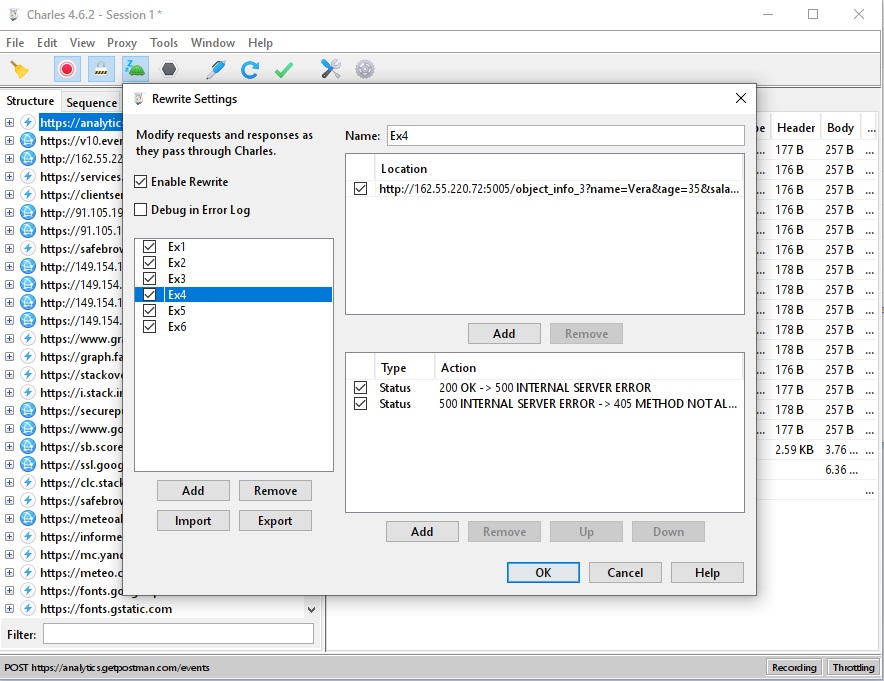 Charles 4.6.2 - Session 1 *
File Edit View Proxy Tools Window Help
Structure Sequence
https://analytics
https://v10.even
http://162.55.22
https://services.
https://clientser
http://91.105.19
https://91.105.1
https://safebrow
http://149.154.1
https://149.154.
http://149.154.1
https://149.154.
https://www.gra
https://graph.fa
https://stackove
https://i.stack.im
https://securepu
https://www.go
https://sb.score
https://ssl.goog
https://clc.stack
https://safebrow
https://meteoal
https://informe
https://mc.yand
https://meteo.c
https://fonts.goog
https://fonts.gstatic.com
Filter:
POST https://analytics.getpostman.com/events
Rewrite Settings
Modify requests and responses as
they pass through Charles.
Enable Rewrite
Debug in Error Log
Ex1
Ex2
Ex3
Ex4
Ex5
Ex6
Add Remove
Import Export
Name: Ex4
Location
http://162.55.220.72:5005/object_info_3?name=Vera&age=35&sala...
Add Remove
Type Action
Status 200 OK -> 500 INTERNAL SERVER ERROR
Status 500 INTERNAL SERVER ERROR -> 405 METHOD NOT AL...
Add Remove Up Down
OK Cancel Help
Header Body ...
... 177 B 257 B ...
... 176 B 257 B ...
... 176 B 257 B ...
... 176 B 257 B ...
... 176 B 257 B ...
... 176 B 257 B ...
... 178 B 257 B ...
... 178 B 257 B ...
... 178 B 257 B ...
... 178 B 257 B ...
... 178 B 257 B ...
... 176 B 257 B ...
... 177 B 257 B ...
... 178 B 257 B ...
... 177 B 257 B ...
2.59 KB 3.76 ... ...
6.36 ...
...
Recording Throttling